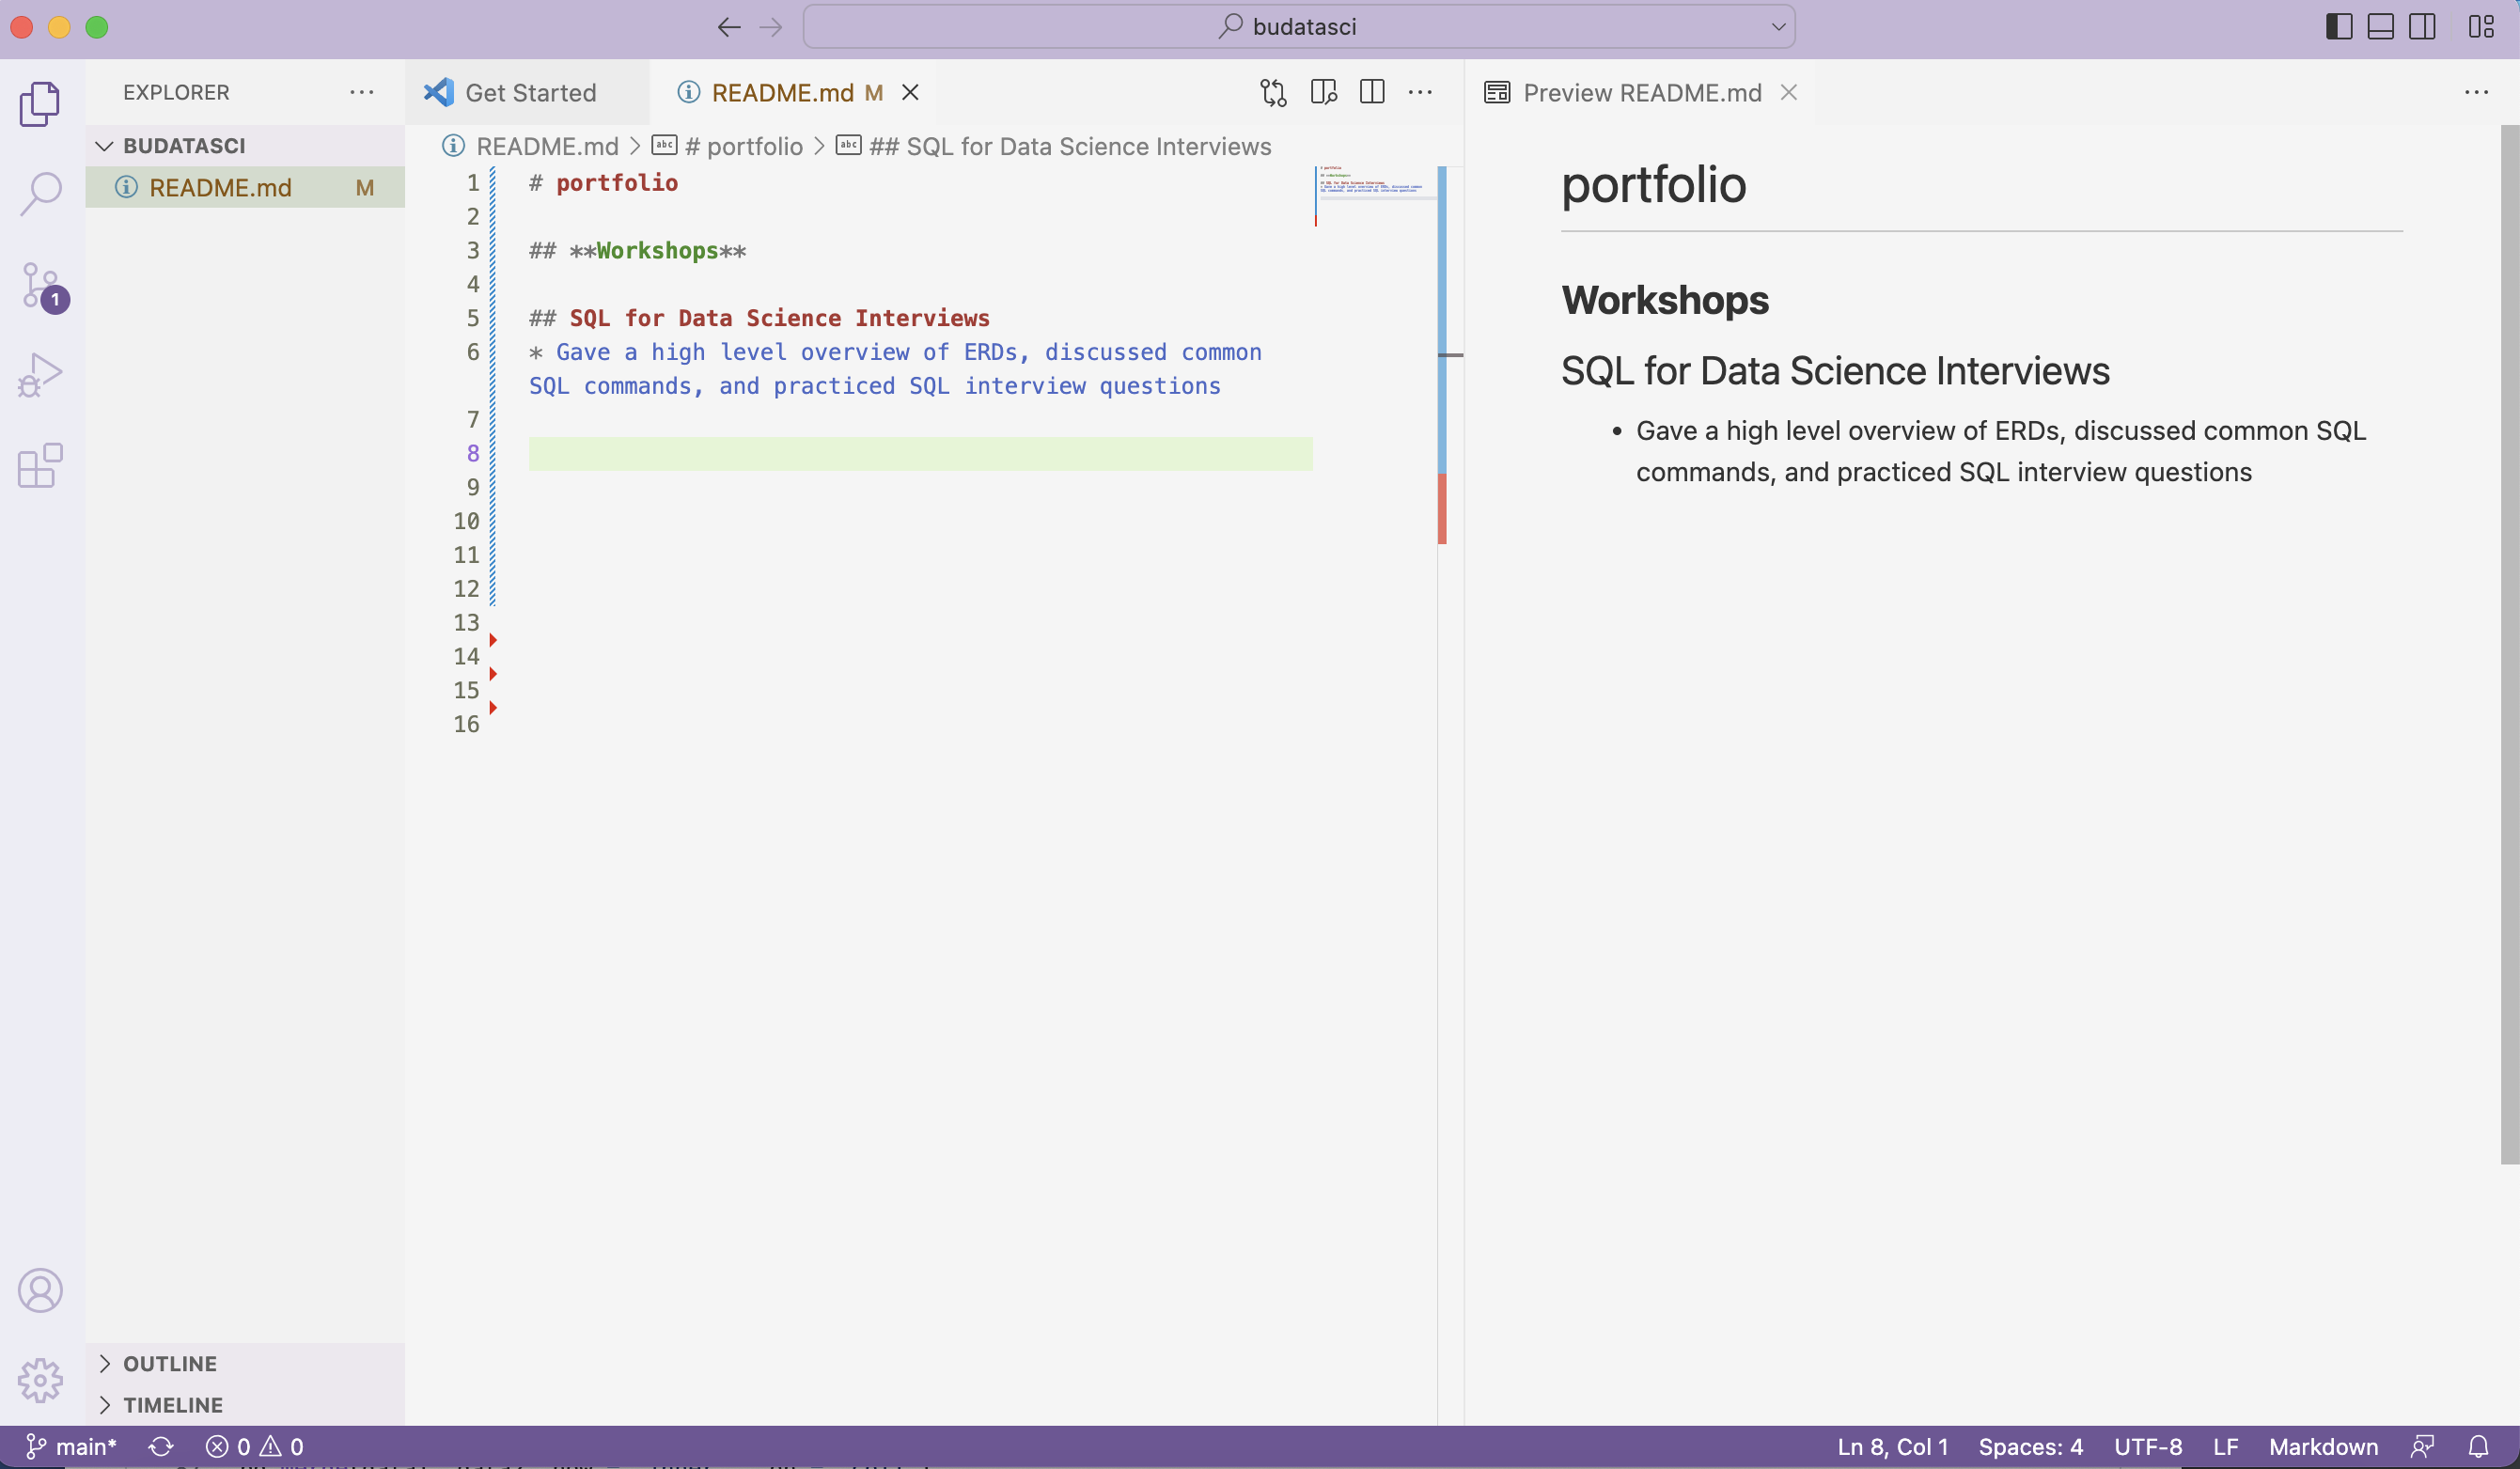 budatasci
EXPLORER
BUDATASCI
README.md M
OUTLINE
TIMELINE
Get Started
README.md M
README.md > # portfolio > ## SQL for Data Science Interviews
1 # portfolio
2
3 ## **Workshops**
4
5 ## SQL for Data Science Interviews
6 * Gave a high level overview of ERDs, discussed common
SQL commands, and practiced SQL interview questions
7
8
9
10
11
12
13
14
15
16
Preview README.md
portfolio
Workshops
SQL for Data Science Interviews
• Gave a high level overview of ERDs, discussed common SQL
commands, and practiced SQL interview questions
1
main* 0 0 Ln 8, Col 1 Spaces: 4 UTF-8 LF Markdown